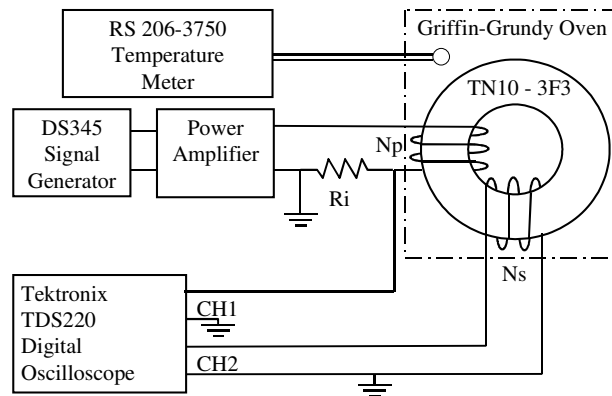 RS 206-3750
Temperature
Meter
Griffin-Grundy Oven
TN10 - 3F3
DS345
Signal
Generator
Power
Amplifier
Np
Ri
Ns
Tektronix
TDS220
Digital
Oscilloscope
CH1
CH2